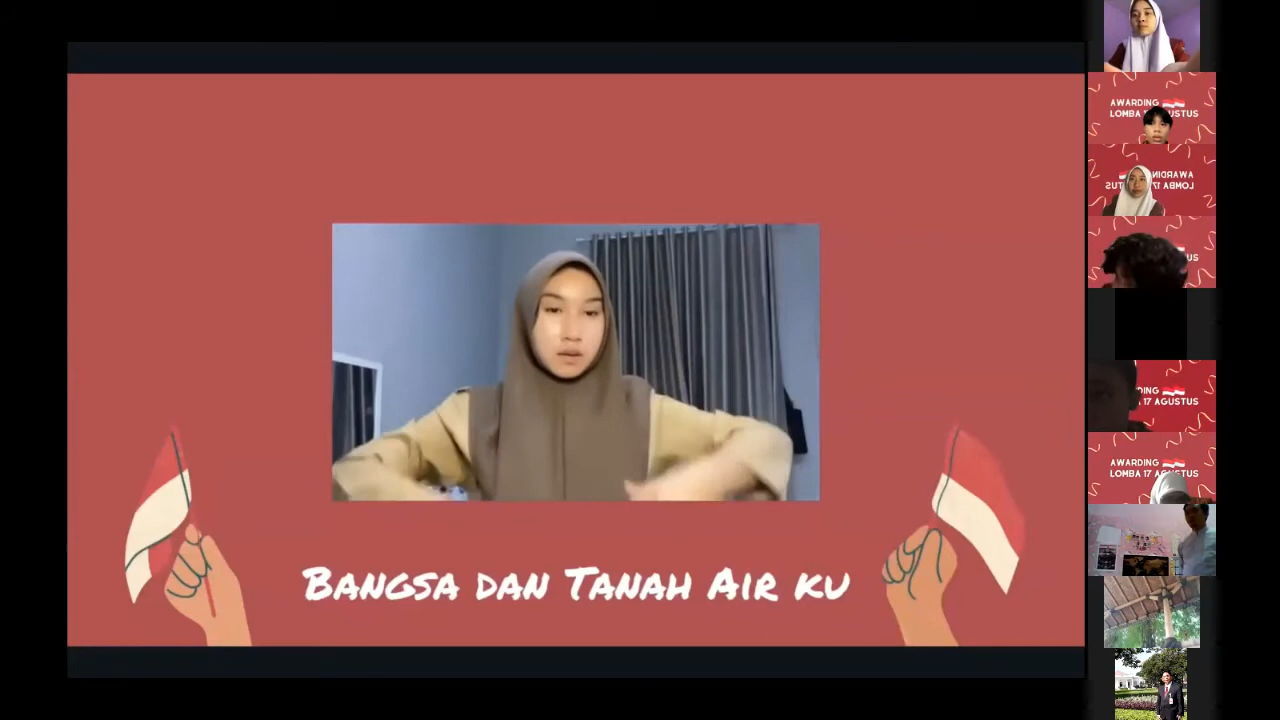 BANGSA DAN TANAH AIR KU
AWARDING
LOMBA 17 AGUSTUS
AWARDING
LOMBA 17 AGUSTUS
DING
17 AGUSTUS
AWARDING
LOMBA 17 AGUSTUS